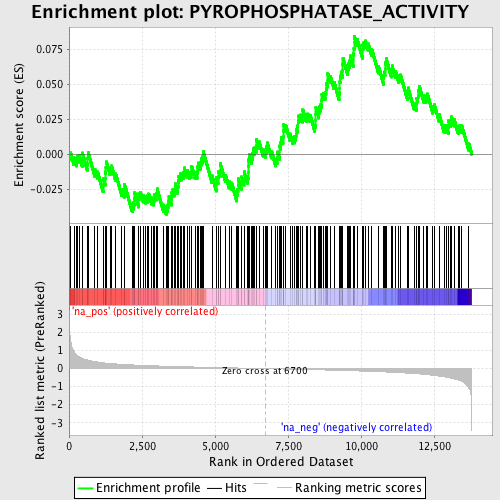 Enrichment plot: PYROPHOSPHATASE_ACTIVITY
Enrichment score (ES)
0.075
0.050
0.025
0.000
-0.025
'na_pos' (positively correlated)
Ranked list metric (PreRanked)
3
2
1
0
-1
-2
-3
Zero cross at 6700
'na_neg' (negatively correlated)
0
2,500
5,000
7,500
10,000
12,500
Rank in Ordered Dataset
Enrichment profile
Hits
Ranking metric scores